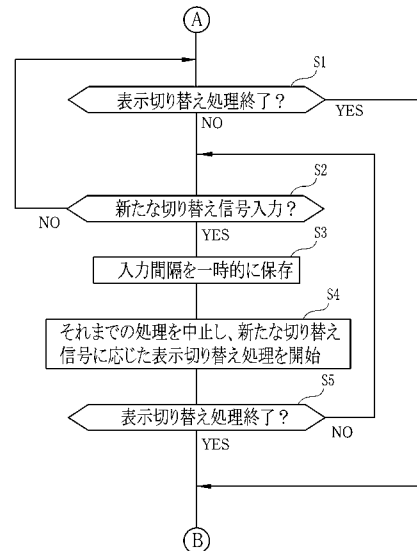 A
S1
表示切り替え処理終了？
YES
NO
S2
新たな切り替え信号入力？
NO
YES
S3
入力間隔を一時的に保存
S4
それまでの処理を中止し、新たな切り替え
信号に応じた表示切り替え処理を開始
S5
表示切り替え処理終了？
NO
YES
B